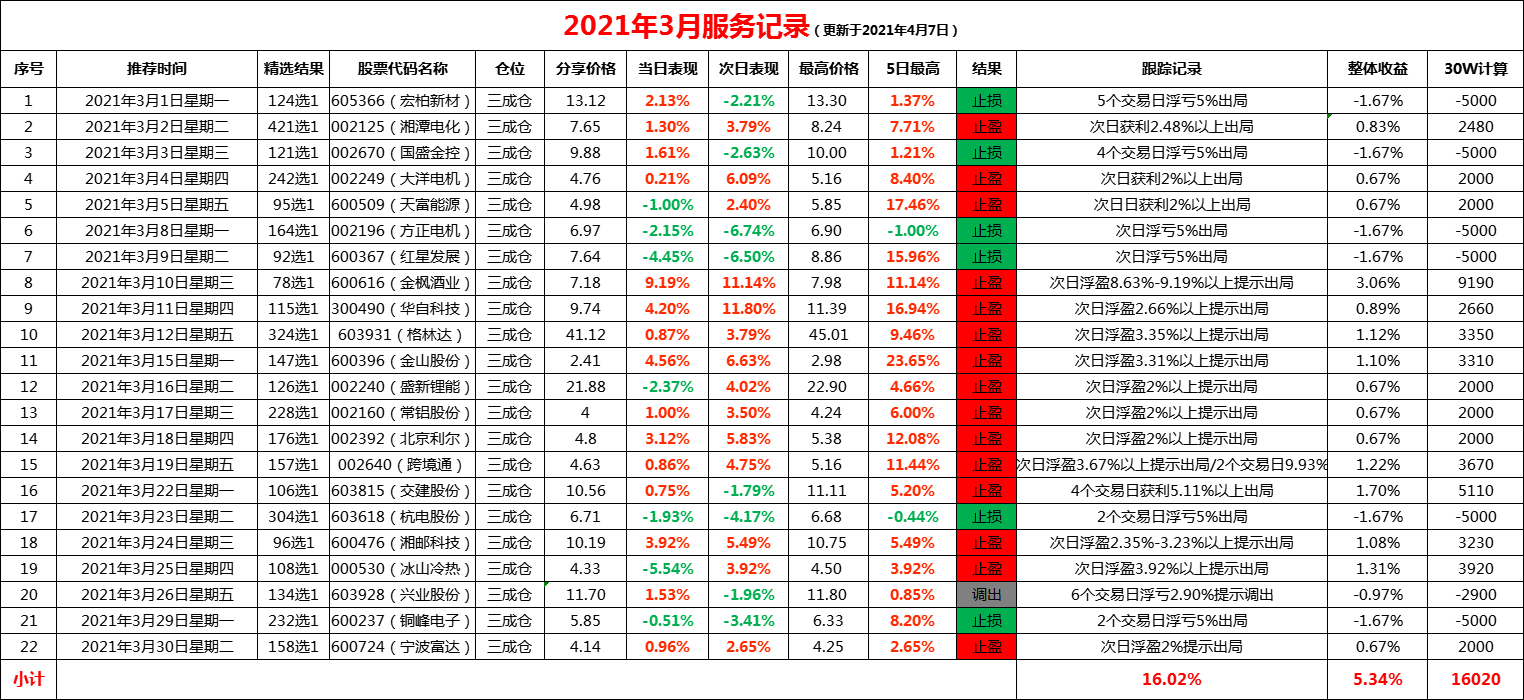 2021年3月服务记录（更新于2021年4月7日）
序号 推荐时间 精选结果 股票代码名称 仓位 分享价格 当日表现 次日表现 最高价格 5日最高 结果 跟踪记录 整体收益 30W计算
1 2021年3月1日星期一 124选1 605366（宏柏新材） 三成仓 13.12 2.13% -2.21% 13.30 1.37% 止损 5个交易日浮亏5%出局 -1.67% -5000
2 2021年3月2日星期二 421选1 002125（湘潭电化） 三成仓 7.65 1.30% 3.79% 8.24 7.71% 止盈 次日获利2.48%以上出局 0.83% 2480
3 2021年3月3日星期三 121选1 002670（国盛金控） 三成仓 9.88 1.61% -2.63% 10.00 1.21% 止损 4个交易日浮亏5%出局 -1.67% -5000
4 2021年3月4日星期四 242选1 002249（大洋电机） 三成仓 4.76 0.21% 6.09% 5.16 8.40% 止盈 次日获利2%以上出局 0.67% 2000
5 2021年3月5日星期五 95选1 600509（天富能源） 三成仓 4.98 -1.00% 2.40% 5.85 17.46% 止盈 次日日获利2%以上出局 0.67% 2000
6 2021年3月8日星期一 164选1 002196（方正电机） 三成仓 6.97 -2.15% -6.74% 6.90 -1.00% 止损 次日浮亏5%出局 -1.67% -5000
7 2021年3月9日星期二 92选1 600367（红星发展） 三成仓 7.64 -4.45% -6.50% 8.86 15.96% 止损 次日浮亏5%出局 -1.67% -5000
8 2021年3月10日星期三 78选1 600616（金枫酒业） 三成仓 7.18 9.19% 11.14% 7.98 11.14% 止盈 次日浮盈8.63%-9.19%以上提示出局 3.06% 9190
9 2021年3月11日星期四 115选1 300490（华自科技） 三成仓 9.74 4.20% 11.80% 11.39 16.94% 止盈 次日浮盈2.66%以上提示出局 0.89% 2660
10 2021年3月12日星期五 324选1 603931（格林达） 三成仓 41.12 0.87% 3.79% 45.01 9.46% 止盈 次日浮盈3.35%以上提示出局 1.12% 3350
11 2021年3月15日星期一 147选1 600396（金山股份） 三成仓 2.41 4.56% 6.63% 2.98 23.65% 止盈 次日浮盈3.31%以上提示出局 1.10% 3310
12 2021年3月16日星期二 126选1 002240（盛新锂能） 三成仓 21.88 -2.37% 4.02% 22.90 4.66% 止盈 次日浮盈2%以上提示出局 0.67% 2000
13 2021年3月17日星期三 228选1 002160（常铝股份） 三成仓 4 1.00% 3.50% 4.24 6.00% 止盈 次日浮盈2%以上提示出局 0.67% 2000
14 2021年3月18日星期四 176选1 002392（北京利尔） 三成仓 4.8 3.12% 5.83% 5.38 12.08% 止盈 次日浮盈2%以上提示出局 0.67% 2000
15 2021年3月19日星期五 157选1 002640（跨境通） 三成仓 4.63 0.86% 4.75% 5.16 11.44% 止盈 次日浮盈3.67%以上提示出局/2个交易日9.93% 1.22% 3670
16 2021年3月22日星期一 106选1 603815（交建股份） 三成仓 10.56 0.75% -1.79% 11.11 5.20% 止盈 4个交易日获利5.11%以上出局 1.70% 5110
17 2021年3月23日星期二 304选1 603618（杭电股份） 三成仓 6.71 -1.93% -4.17% 6.68 -0.44% 止损 2个交易日浮亏5%出局 -1.67% -5000
18 2021年3月24日星期三 96选1 600476（湘邮科技） 三成仓 10.19 3.92% 5.49% 10.75 5.49% 止盈 次日浮盈2.35%-3.23%以上提示出局 1.08% 3230
19 2021年3月25日星期四 108选1 000530（冰山冷热） 三成仓 4.33 -5.54% 3.92% 4.50 3.92% 止盈 次日浮盈3.92%以上提示出局 1.31% 3920
20 2021年3月26日星期五 134选1 603928（兴业股份） 三成仓 11.70 1.53% -1.96% 11.80 0.85% 调出 6个交易日浮亏2.90%提示调出 -0.97% -2900
21 2021年3月29日星期一 232选1 600237（铜峰电子） 三成仓 5.85 -0.51% -3.41% 6.33 8.20% 止损 2个交易日浮亏5%出局 -1.67% -5000
22 2021年3月30日星期二 158选1 600724（宁波富达） 三成仓 4.14 0.96% 2.65% 4.25 2.65% 止盈 次日浮盈2%提示出局 0.67% 2000
小计 16.02% 5.34% 16020